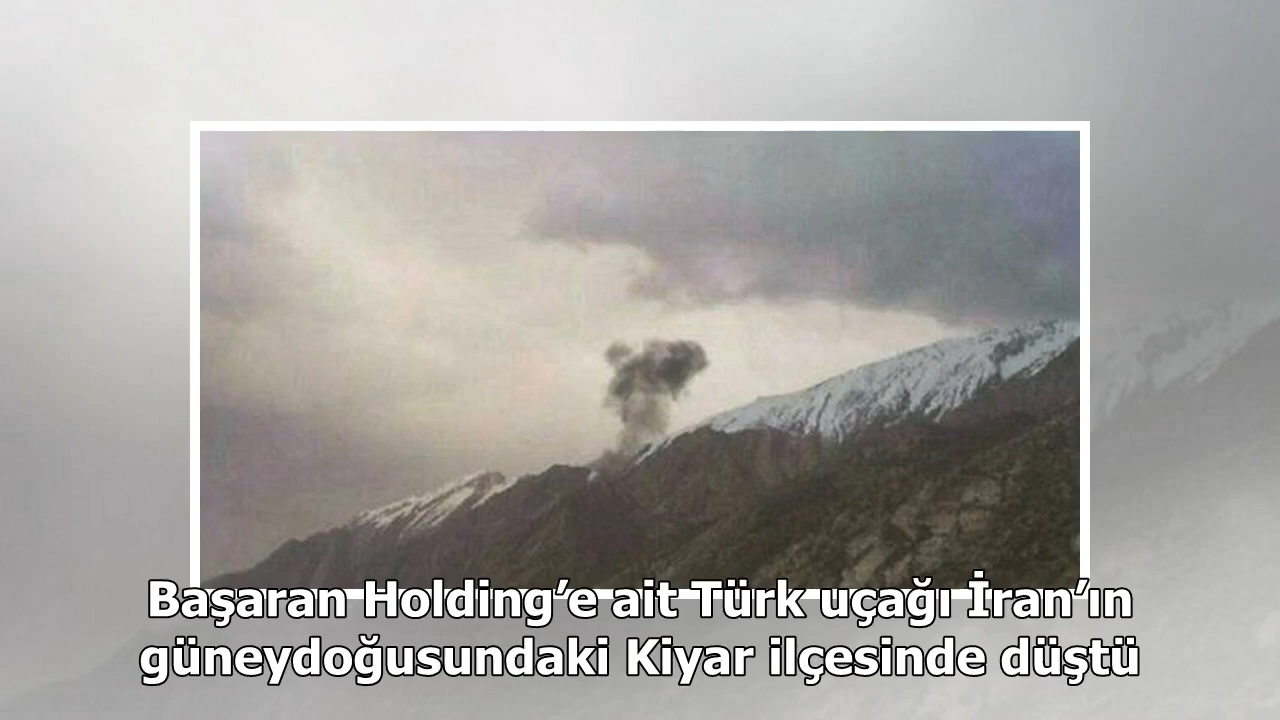 Başaran Holding’e ait Türk uçağı İran’ın
güneydoğusundaki Kiyar ilçesinde düştü